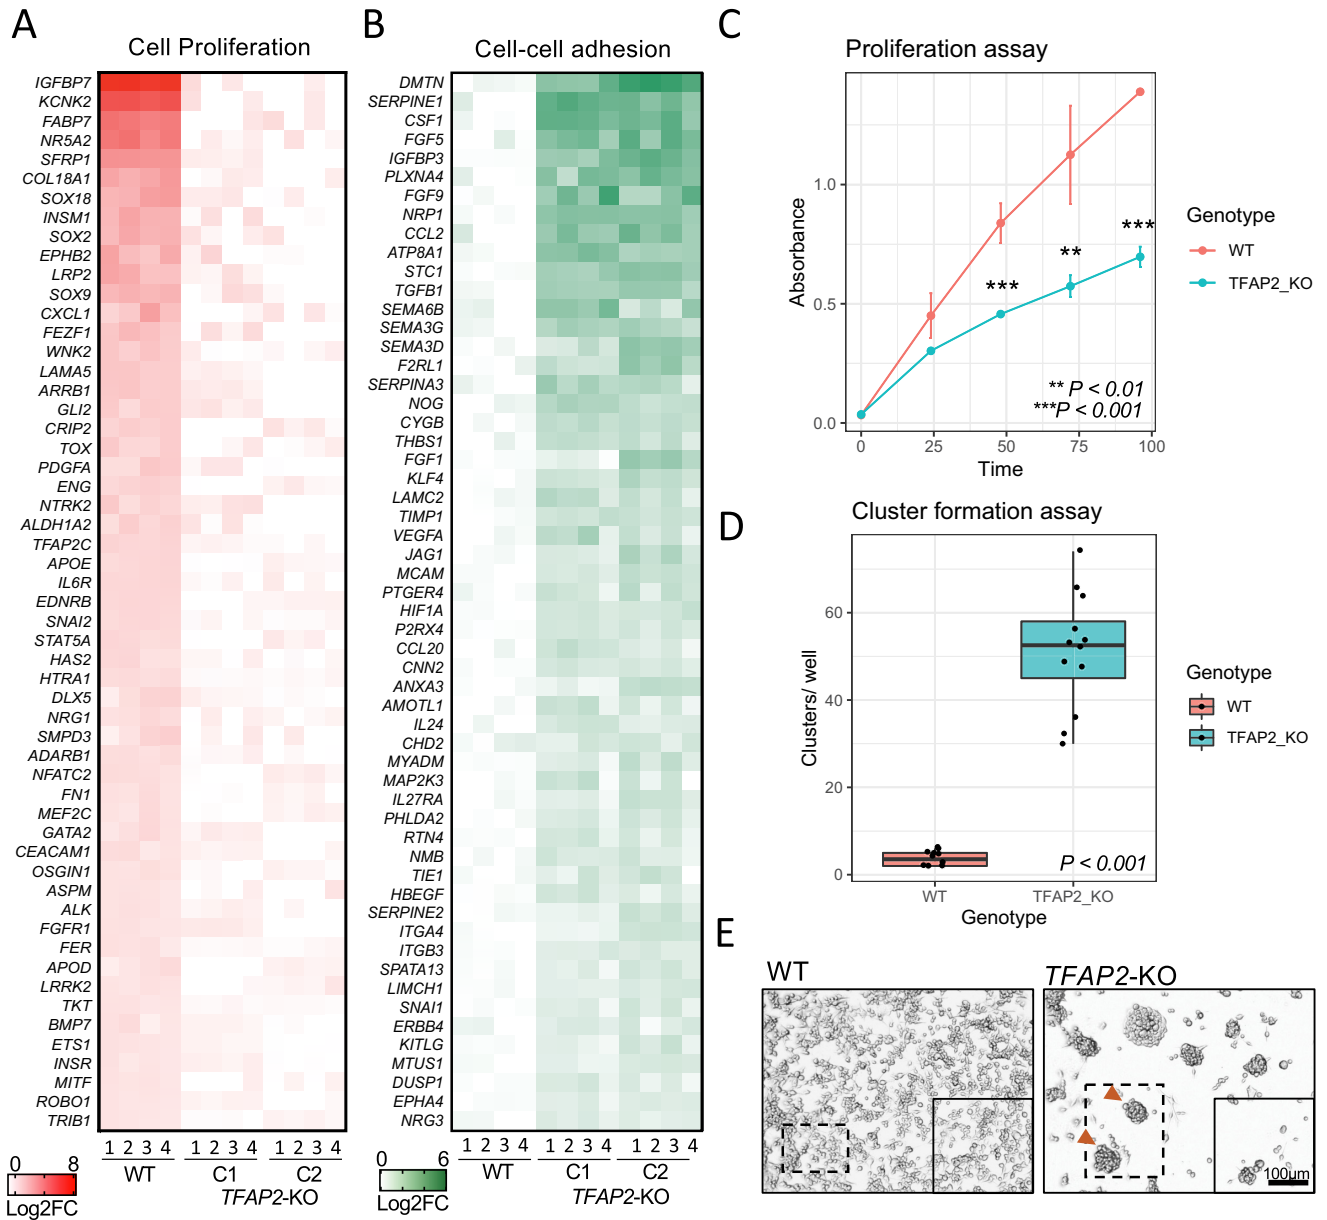 A
Cell Proliferation
IGFBP7
KCNK2
FABP7
NR5A2
SFRP1
COL18A1
SOX18
INSM1
SOX2
EPHB2
LRP2
SOX9
CXCL1
FEZF1
WNK2
LAMA5
ARRB1
GLI2
CRIP2
TOX
PDGFA
ENG
NTRK2
ALDH1A2
TFAP2C
APOE
IL6R
EDNRB
SNAI2
STAT5A
HAS2
HTRA1
DLX5
NRG1
SMPD3
ADARB1
NFATC2
FN1
MEF2C
GATA2
CEACAM1
OSGIN1
ASPM
ALK
FGFR1
FER
APOD
LRRK2
TKT
BMP7
ETS1
INSR
MITF
ROBO1
TRIB1
1 2 3 4 1 2 3 4 1 2 3 4
WT C1 C2
TFAP2-KO
0 8
Log2FC
B
Cell-cell adhesion
DMTN
SERPINE1
CSF1
FGF5
IGFBP3
PLXNA4
FGF9
NRP1
CCL2
ATP8A1
STC1
TGFB1
SEMA6B
SEMA3G
SEMA3D
F2RL1
SERPINA3
NOG
CYGB
THBS1
FGF1
KLF4
LAMC2
TIMP1
VEGFA
JAG1
MCAM
PTGER4
HIF1A
P2RX4
CCL20
CNN2
ANXA3
AMOTL1
IL24
CHD2
MYADM
MAP2K3
IL27RA
PHLDA2
RTN4
NMB
TIE1
HBEGF
SERPINE2
ITGA4
ITGB3
SPATA13
LIMCH1
SNAI1
ERBB4
KITLG
MTUS1
DUSP1
EPHA4
NRG3
1 2 3 4 1 2 3 4 1 2 3 4
WT C1 C2
TFAP2-KO
0 6
Log2FC
C
Proliferation assay
Absorbance
1.0
0.5
0.0
*** ** ***
** P < 0.01
***P < 0.001
0 25 50 75 100
Time
Genotype
WT
TFAP2_KO
D
Cluster formation assay
Clusters/ well
60
40
20
0
P < 0.001
WT TFAP2_KO
Genotype
Genotype
WT
TFAP2_KO
E
WT
TFAP2-KO
100µm